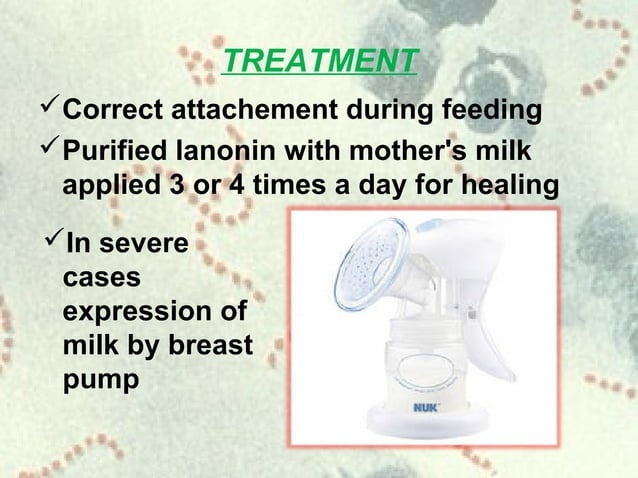 TREATMENT
✓Correct attachement during feeding
✓Purified lanonin with mother's milk
applied 3 or 4 times a day for healing
✓In severe
cases
expression of
milk by breast
pump
NUK